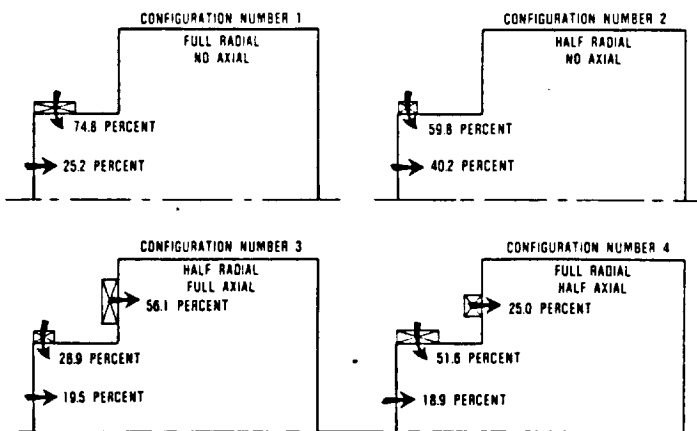 CONFIGURATION NUMBER 1
FULL RADIAL
NO AXIAL
74.8 PERCENT
25.2 PERCENT
CONFIGURATION NUMBER 2
HALF RADIAL
NO AXIAL
59.8 PERCENT
40.2 PERCENT
CONFIGURATION NUMBER 3
HALF RADIAL
FULL AXIAL
56.1 PERCENT
28.9 PERCENT
19.5 PERCENT
CONFIGURATION NUMBER 4
FULL RADIAL
HALF AXIAL
25.0 PERCENT
51.6 PERCENT
18.9 PERCENT